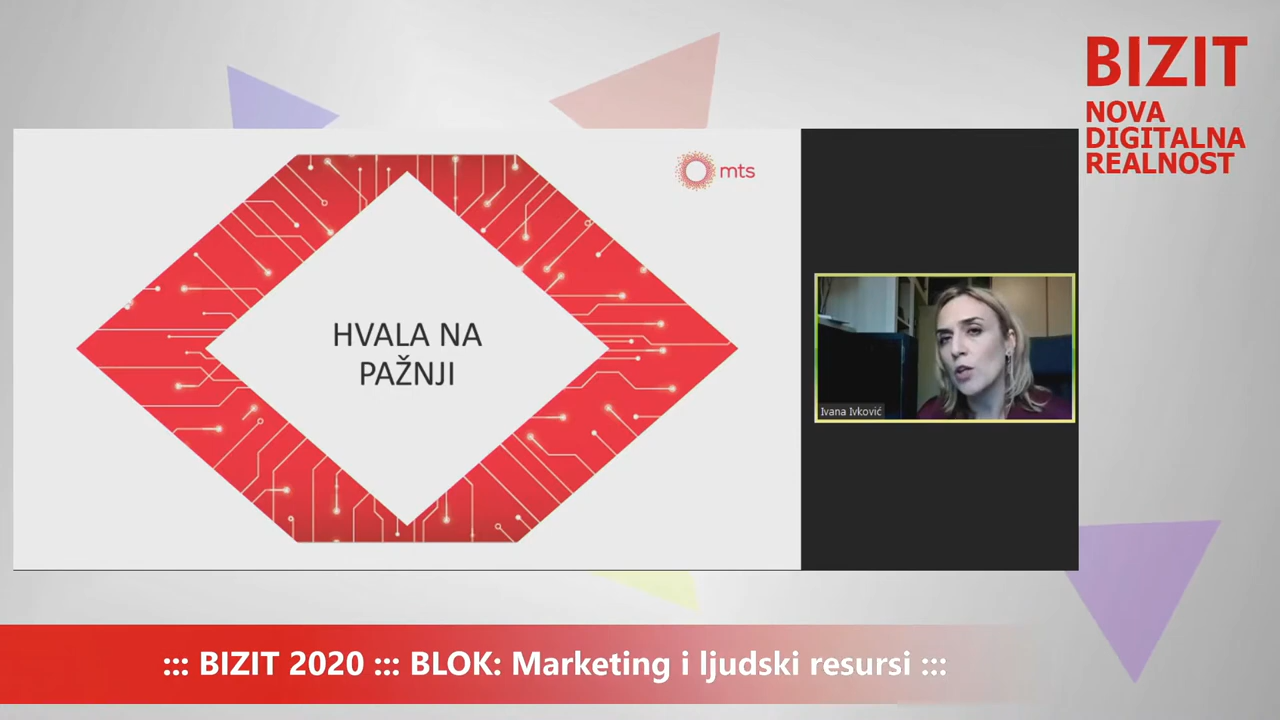 BIZIT
NOVA
DIGITALNA
REALNOST
mts
HVALA NA
PAŽNJI
Ivana Ivković
::: BIZIT 2020 ::: BLOK: Marketing i ljudski resursi :::